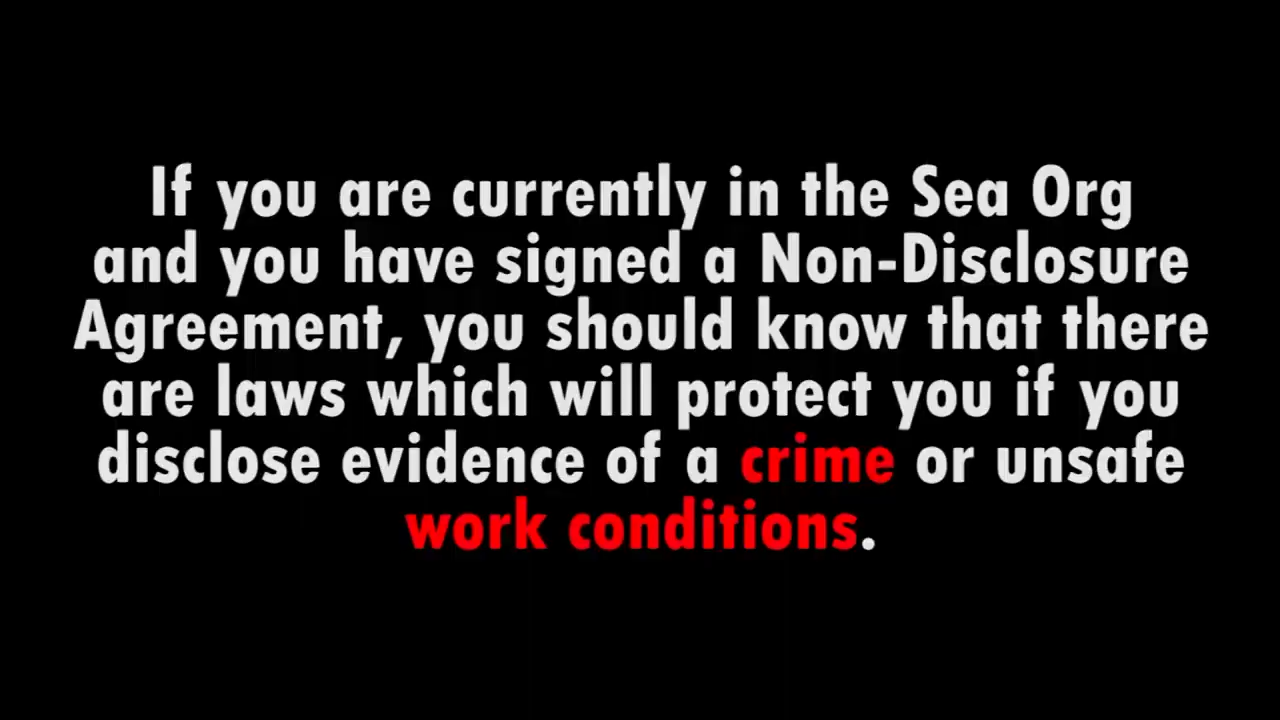 If you are currently in the Sea Org
and you have signed a Non-Disclosure
Agreement, you should know that there
are laws which will protect you if you
disclose evidence of a crime or unsafe
work conditions.